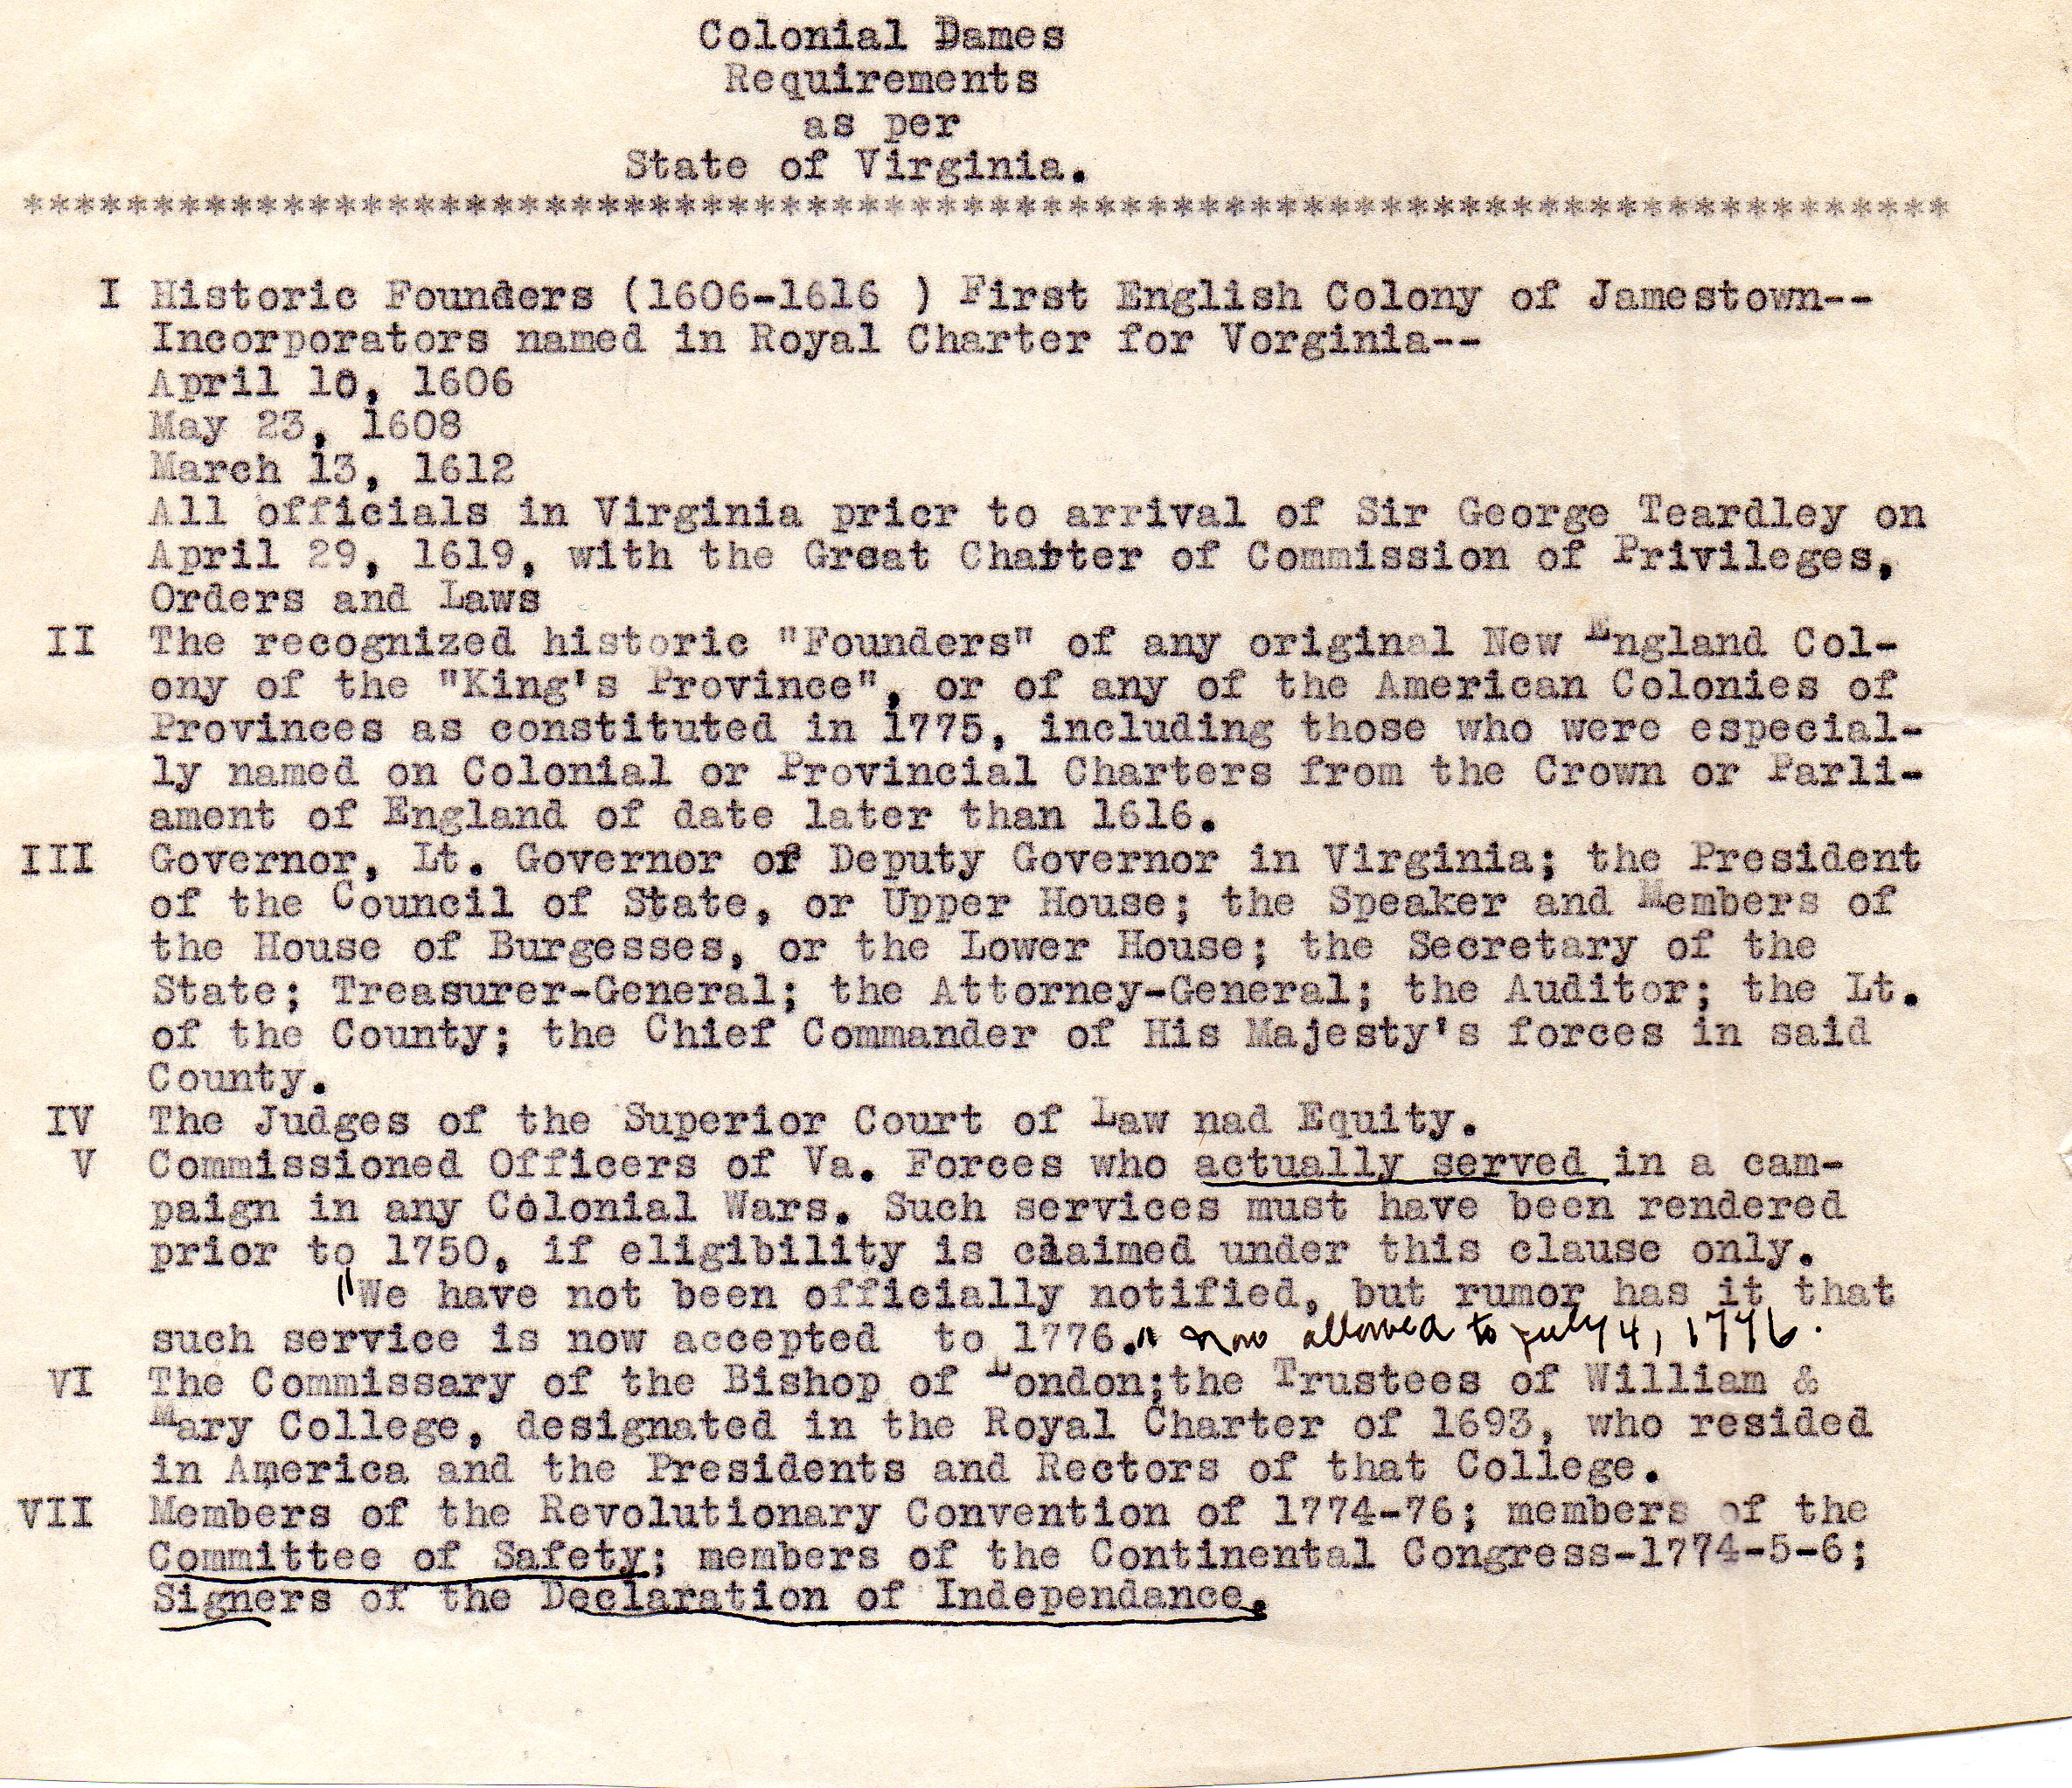 Colonial Dames
Requirements
as per
State of Virginia.
**************************************************************************
I Historic Founders (1606-1616 ) First English Colony of Jamestown--
Incorporators named in Royal Charter for Vorginia--
April 10, 1606
May 23, 1608
March 13, 1612
All officials in Virginia prior to arrival of Sir George Teardley on
April 29, 1619, with the Great Charter of Commission of Privileges,
Orders and Laws
II The recognized historic "Founders" of any original New England Col-
ony of the "King's Province", or of any of the American Colonies of
Provinces as constituted in 1775, including those who were especial-
ly named on Colonial or Provincial Charters from the Crown or Parli-
ament of England of date later than 1616.
III Governor, Lt. Governor or Deputy Governor in Virginia; the President
of the Council of State, or Upper House; the Speaker and Members of
the House of Burgesses, or the Lower House; the Secretary of the
State; Treasurer-General; the Attorney-General; the Auditor; the Lt.
of the County; the Chief Commander of His Majesty's forces in said
County.
IV The Judges of the Superior Court of Law nad Equity.
V Commissioned Officers of Va. Forces who actually served in a cam-
paign in any Colonial Wars. Such services must have been rendered
prior to 1750, if eligibility is claimed under this clause only.
"We have not been officially notified, but rumor has it that
such service is now accepted to 1776." Now allowed to July 4, 1776.
VI The Commissary of the Bishop of London;the Trustees of William &
Mary College, designated in the Royal Charter of 1693, who resided
in America and the Presidents and Rectors of that College.
VII Members of the Revolutionary Convention of 1774-76; members of the
Committee of Safety; members of the Continental Congress-1774-5-6;
Signers of the Declaration of Independance.